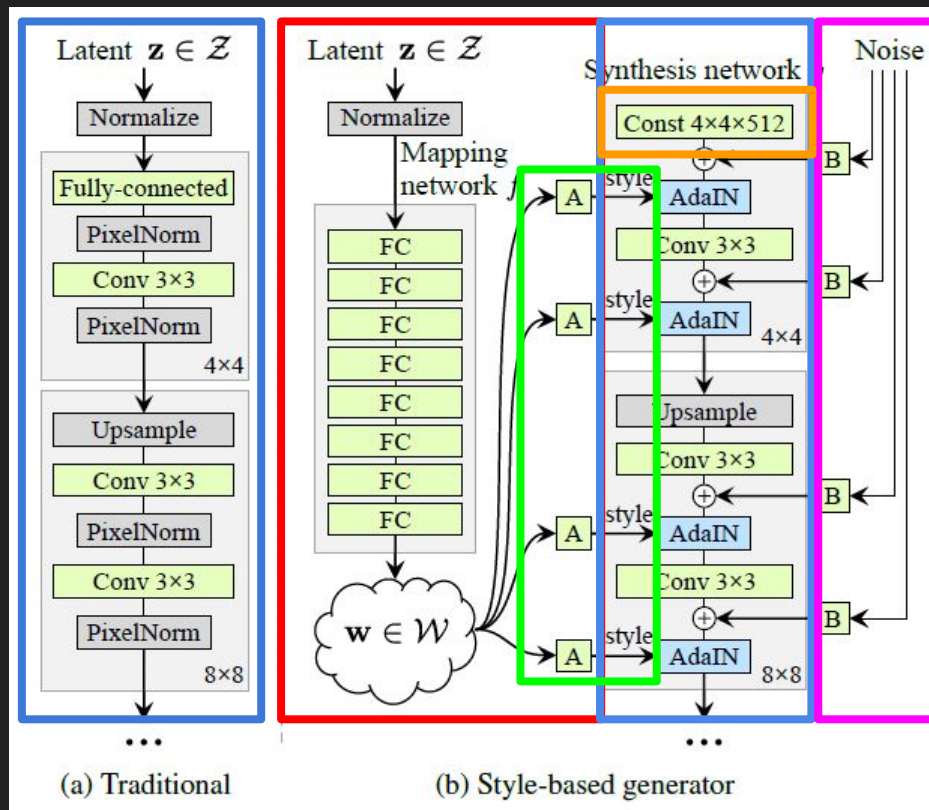 Latent z ∈ Z
Normalize
Fully-connected
PixelNorm
Conv 3×3
PixelNorm
4×4
Upsample
Conv 3×3
PixelNorm
Conv 3×3
PixelNorm
8×8
...
(a) Traditional
Latent z ∈ Z
Normalize
Mapping
network f
FC
FC
FC
FC
FC
FC
FC
FC
w ∈ W
A
style
A
style
A
style
A
style
Synthesis network
Const 4×4×512
AdaIN
Conv 3×3
AdaIN
4×4
Upsample
Conv 3×3
AdaIN
Conv 3×3
AdaIN
8×8
...
Noise
B
B
B
B
(b) Style-based generator